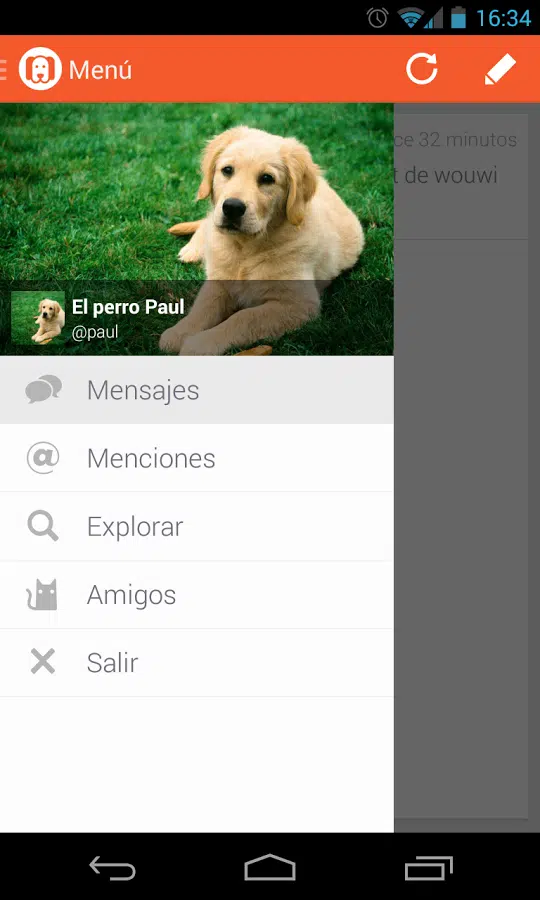 16:34
Menú
ce 32 minutos
t de wouwi
El perro Paul
@paul
Mensajes
Menciones
Explorar
Amigos
Salir